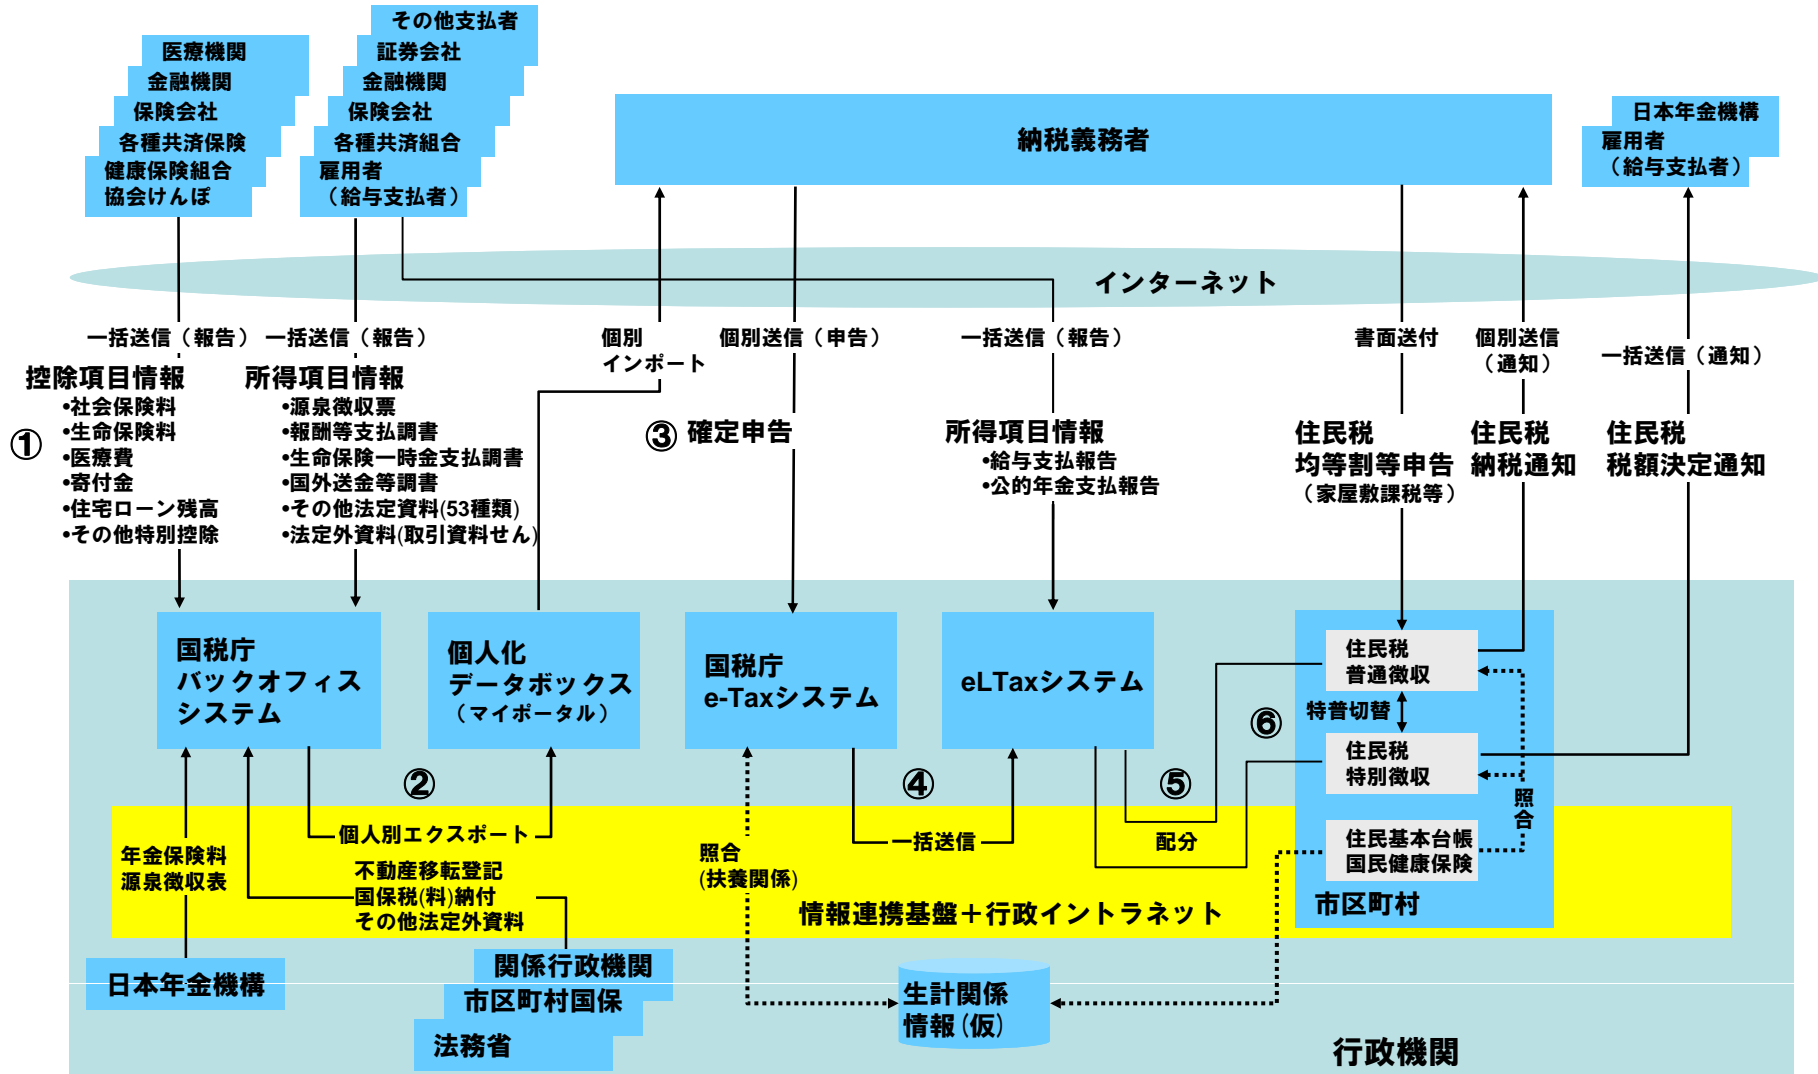 その他支払者
医療機関
証券会社
金融機関
金融機関
保険会社
保険会社
各種共済保険
各種共済組合
健康保険組合
協会けんぽ
雇用者
（給与支払者）
納税義務者
日本年金機構
雇用者
（給与支払者）
インターネット
一括送信（報告）
一括送信（報告）
個別
インポート
個別送信（申告）
一括送信（報告）
書面送付
個別送信
（通知）
一括送信（通知）
①
控除項目情報
•社会保険料
•生命保険料
•医療費
•寄付金
•住宅ローン残高
•その他特別控除
所得項目情報
•源泉徴収票
•報酬等支払調書
•生命保険一時金支払調書
•国外送金等調書
•その他法定資料(53種類)
•法定外資料(取引資料せん)
③
確定申告
所得項目情報
•給与支払報告
•公的年金支払報告
住民税
均等割等申告
（家屋敷課税等）
住民税
納税通知
住民税
税額決定通知
国税庁
バックオフィス
システム
個人化
データボックス
（マイポータル）
国税庁
e-Taxシステム
eLTaxシステム
住民税
普通徴収
特普切替
住民税
特別徴収
⑥
②
④
⑤
照合
個人別エクスポート
一括送信
配分
住民基本台帳
国民健康保険
市区町村
年金保険料
源泉徴収表
不動産移転登記
国保税(料)納付
その他法定外資料
照合
(扶養関係)
情報連携基盤＋行政イントラネット
日本年金機構
関係行政機関
市区町村国保
法務省
生計関係
情報(仮)
行政機関